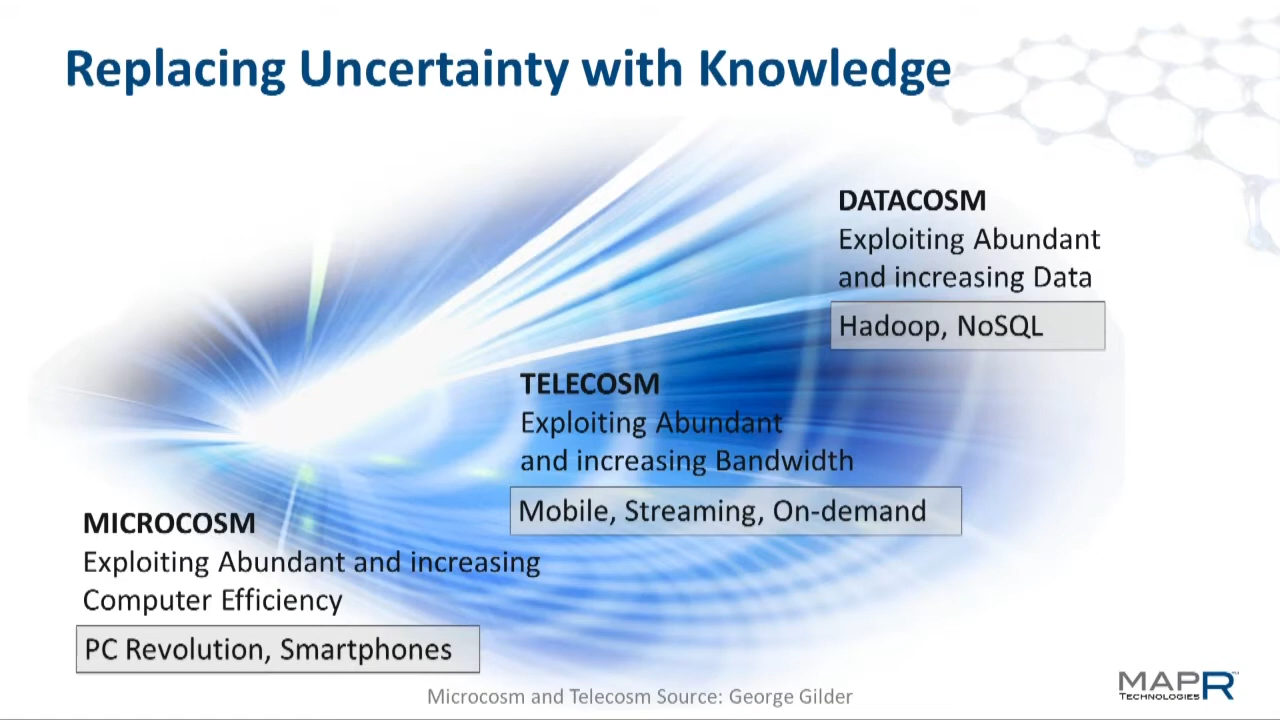 Replacing Uncertainty with Knowledge
DATACOSM
Exploiting Abundant
and increasing Data
Hadoop, NoSQL
TELECOSM
Exploiting Abundant
and increasing Bandwidth
Mobile, Streaming, On-demand
MICROCOSM
Exploiting Abundant and increasing
Computer Efficiency
PC Revolution, Smartphones
Microcosm and Telecosm Source: George Gilder
MAPR™
TECHNOLOGIES